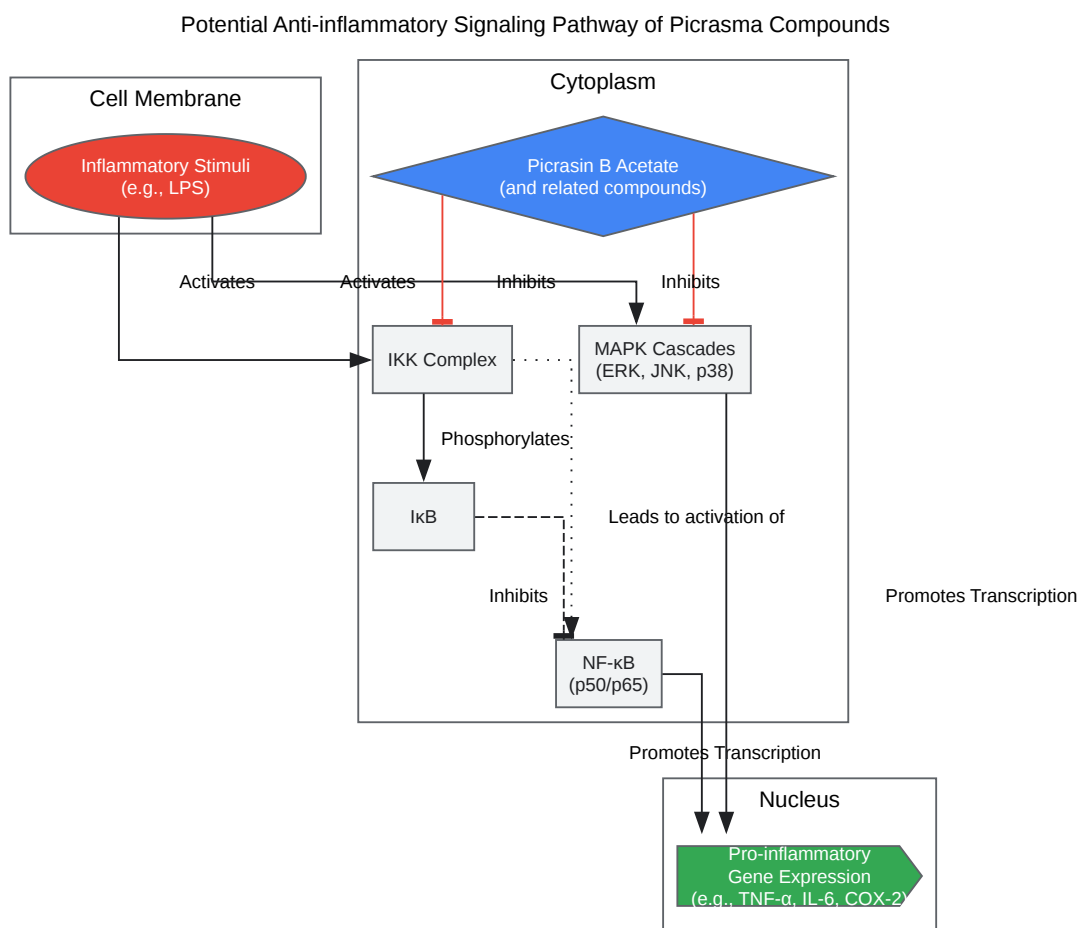 Potential Anti-inflammatory Signaling Pathway of Picrasma Compounds
Cell Membrane
Inflammatory Stimuli
(e.g., LPS)
Cytoplasm
Picrasin B Acetate
(and related compounds)
Activates
Activates
Inhibits
Inhibits
IKK Complex
MAPK Cascades
(ERK, JNK, p38)
Phosphorylates
IκB
Leads to activation of
Inhibits
Promotes Transcription
NF-κB
(p50/p65)
Promotes Transcription
Nucleus
Pro-inflammatory
Gene Expression
(e.g., TNF-α, IL-6, COX-2)